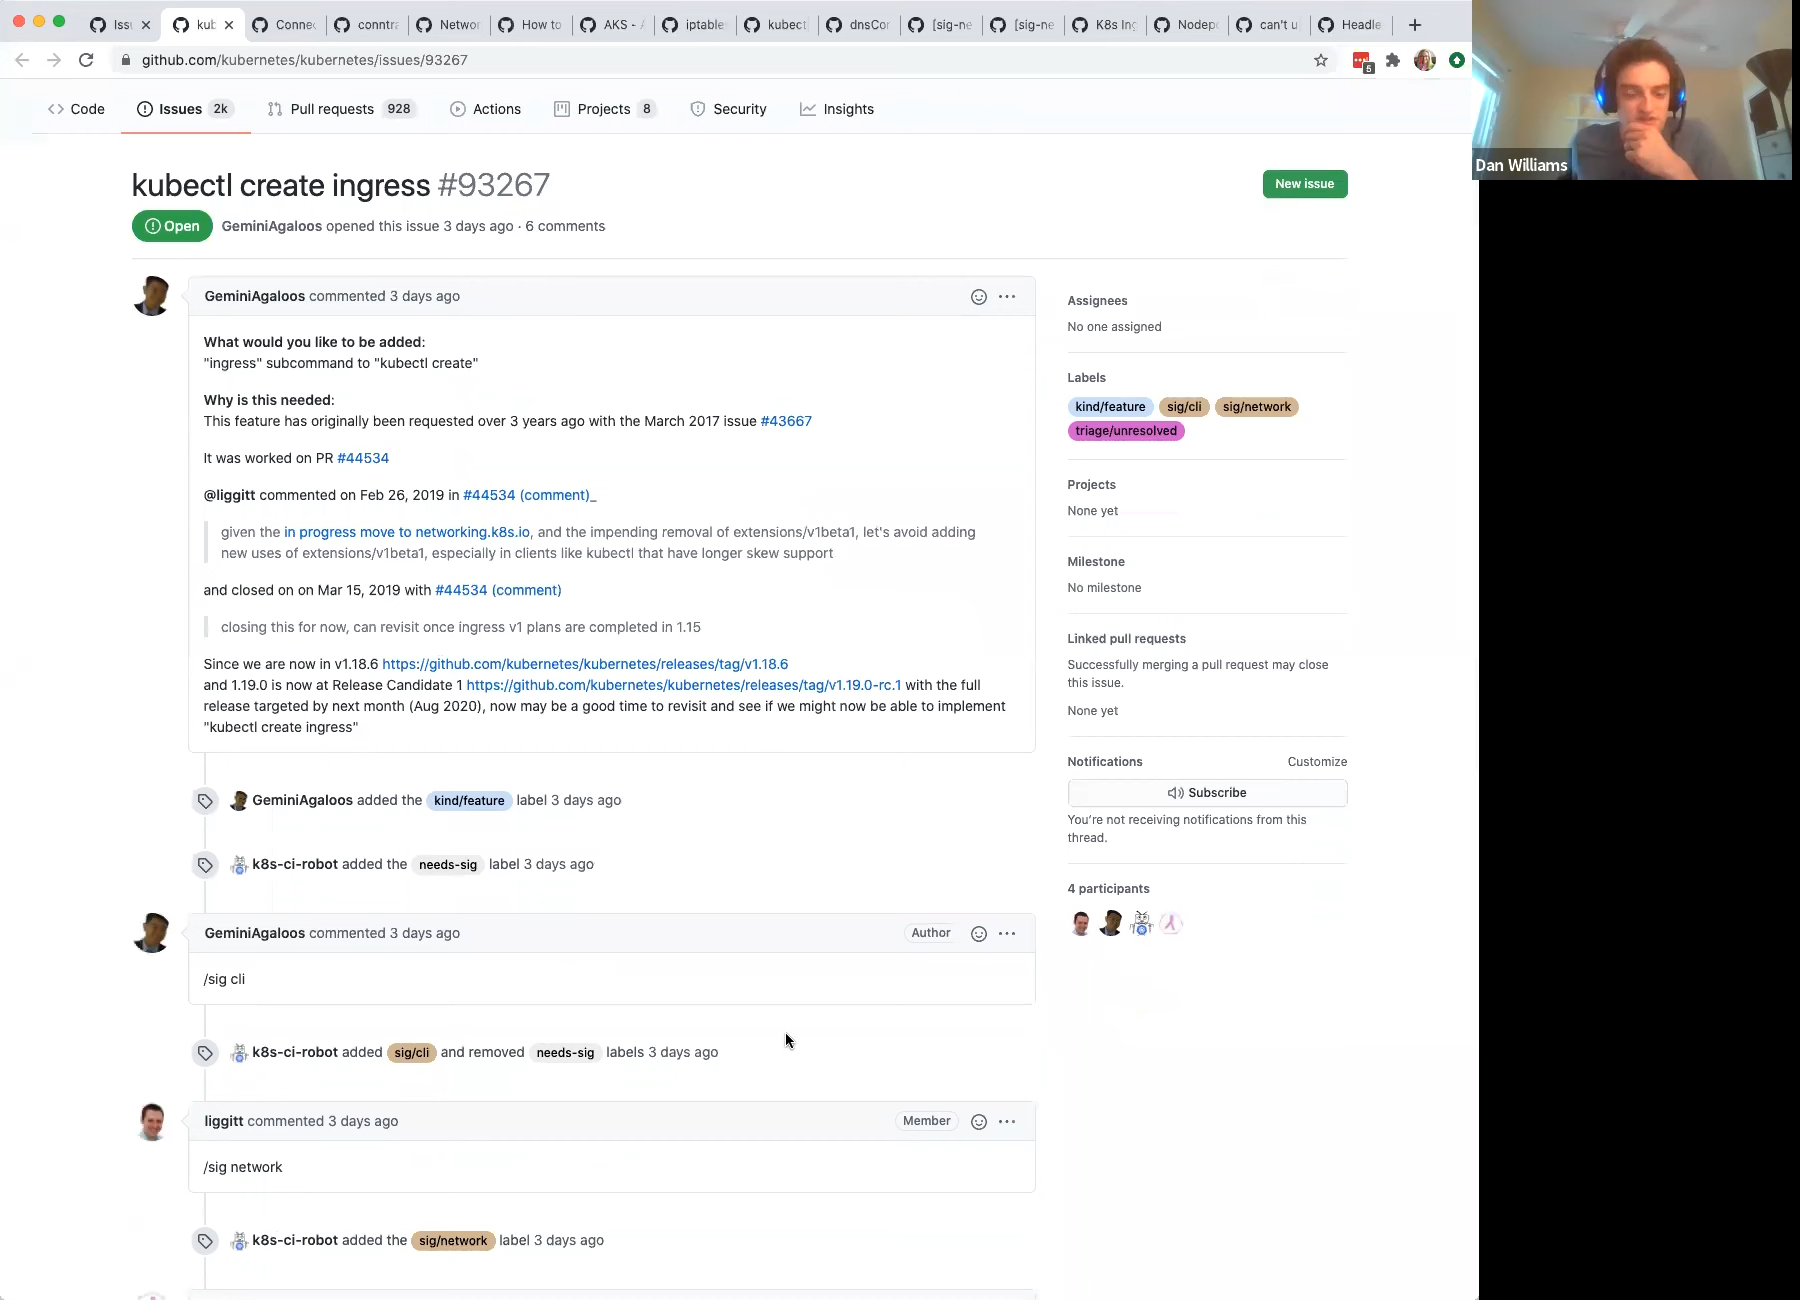 Iss
kub
Connec
conntra
Networ
How to
AKS - A
iptable
kubect
dnsCor
[sig-ne
[sig-ne
K8s Ing
Nodepo
can't u
Headle
github.com/kubernetes/kubernetes/issues/93267
5
Code
Issues 2k
Pull requests 928
Actions
Projects 8
Security
Insights
Dan Williams
kubectl create ingress #93267
New issue
Open
GeminiAgaloos opened this issue 3 days ago · 6 comments
GeminiAgaloos commented 3 days ago
What would you like to be added:
"ingress" subcommand to "kubectl create"
Why is this needed:
This feature has originally been requested over 3 years ago with the March 2017 issue #43667
It was worked on PR #44534
@liggitt commented on Feb 26, 2019 in #44534 (comment)_
given the in progress move to networking.k8s.io, and the impending removal of extensions/v1beta1, let's avoid adding
new uses of extensions/v1beta1, especially in clients like kubectl that have longer skew support
and closed on on Mar 15, 2019 with #44534 (comment)
closing this for now, can revisit once ingress v1 plans are completed in 1.15
Since we are now in v1.18.6 https://github.com/kubernetes/kubernetes/releases/tag/v1.18.6
and 1.19.0 is now at Release Candidate 1 https://github.com/kubernetes/kubernetes/releases/tag/v1.19.0-rc.1 with the full
release targeted by next month (Aug 2020), now may be a good time to revisit and see if we might now be able to implement
"kubectl create ingress"
GeminiAgaloos added the kind/feature label 3 days ago
k8s-ci-robot added the needs-sig label 3 days ago
GeminiAgaloos commented 3 days ago
Author
/sig cli
k8s-ci-robot added sig/cli and removed needs-sig labels 3 days ago
liggitt commented 3 days ago
Member
/sig network
k8s-ci-robot added the sig/network label 3 days ago
Assignees
No one assigned
Labels
kind/feature sig/cli sig/network
triage/unresolved
Projects
None yet
Milestone
No milestone
Linked pull requests
Successfully merging a pull request may close
this issue.
None yet
Notifications
Customize
Subscribe
You're not receiving notifications from this
thread.
4 participants